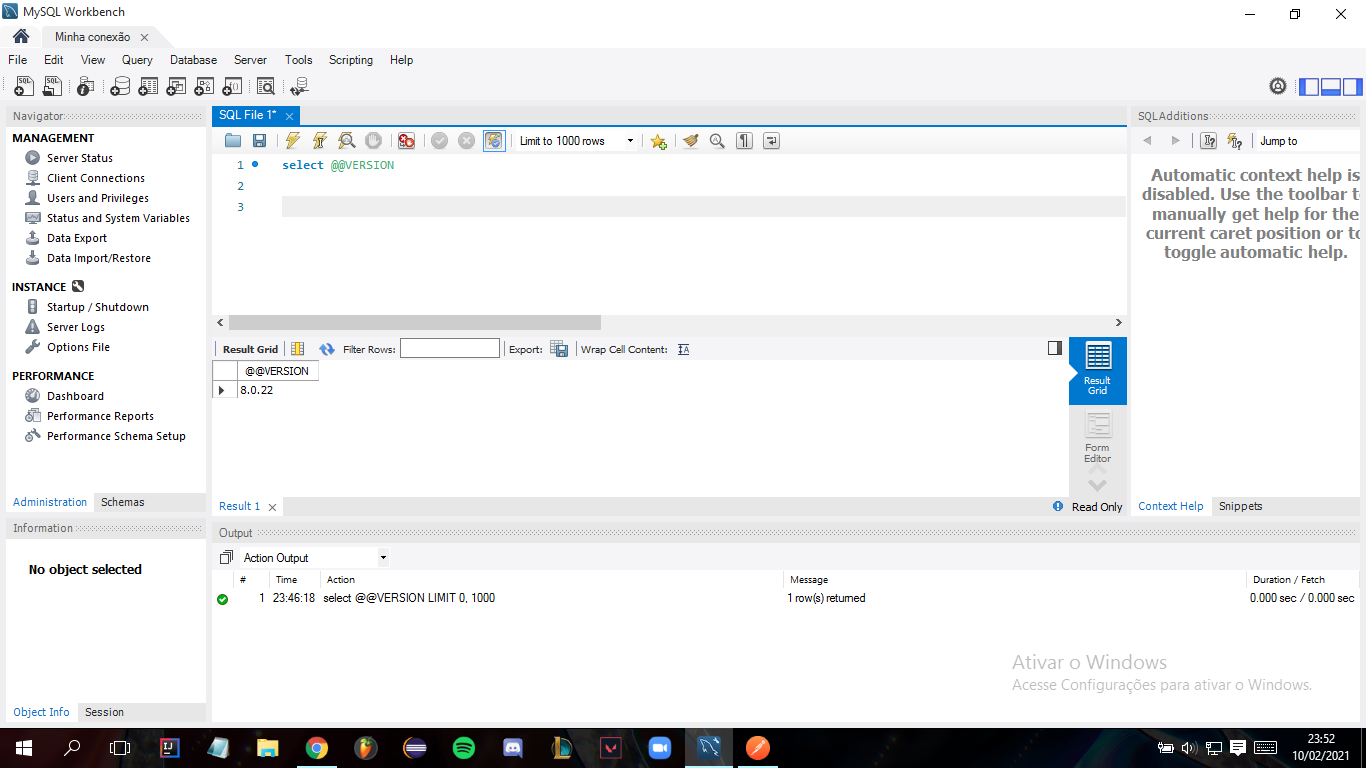 MySQL Workbench
Minha conexão
File Edit View Query Database Server Tools Scripting Help
Navigator
MANAGEMENT
Server Status
Client Connections
Users and Privileges
Status and System Variables
Data Export
Data Import/Restore
INSTANCE
Startup / Shutdown
Server Logs
Options File
PERFORMANCE
Dashboard
Performance Reports
Performance Schema Setup
Administration Schemas
Information
No object selected
Object Info Session
SQL File 1*
Limit to 1000 rows
1 select @@VERSION
2
3
Result Grid Filter Rows: Export: Wrap Cell Content:
@@VERSION
8.0.22
Result Grid
Form Editor
Result 1 Read Only
Output
Action Output
# Time Action Message Duration / Fetch
1 23:46:18 select @@VERSION LIMIT 0, 1000 1 row(s) returned 0.000 sec / 0.000 sec
SQLAdditions
Jump to
Automatic context help is
disabled. Use the toolbar t
manually get help for the
current caret position or to
toggle automatic help.
Context Help Snippets
Ativar o Windows
Acesse Configurações para ativar o Windows.
23:52
10/02/2021